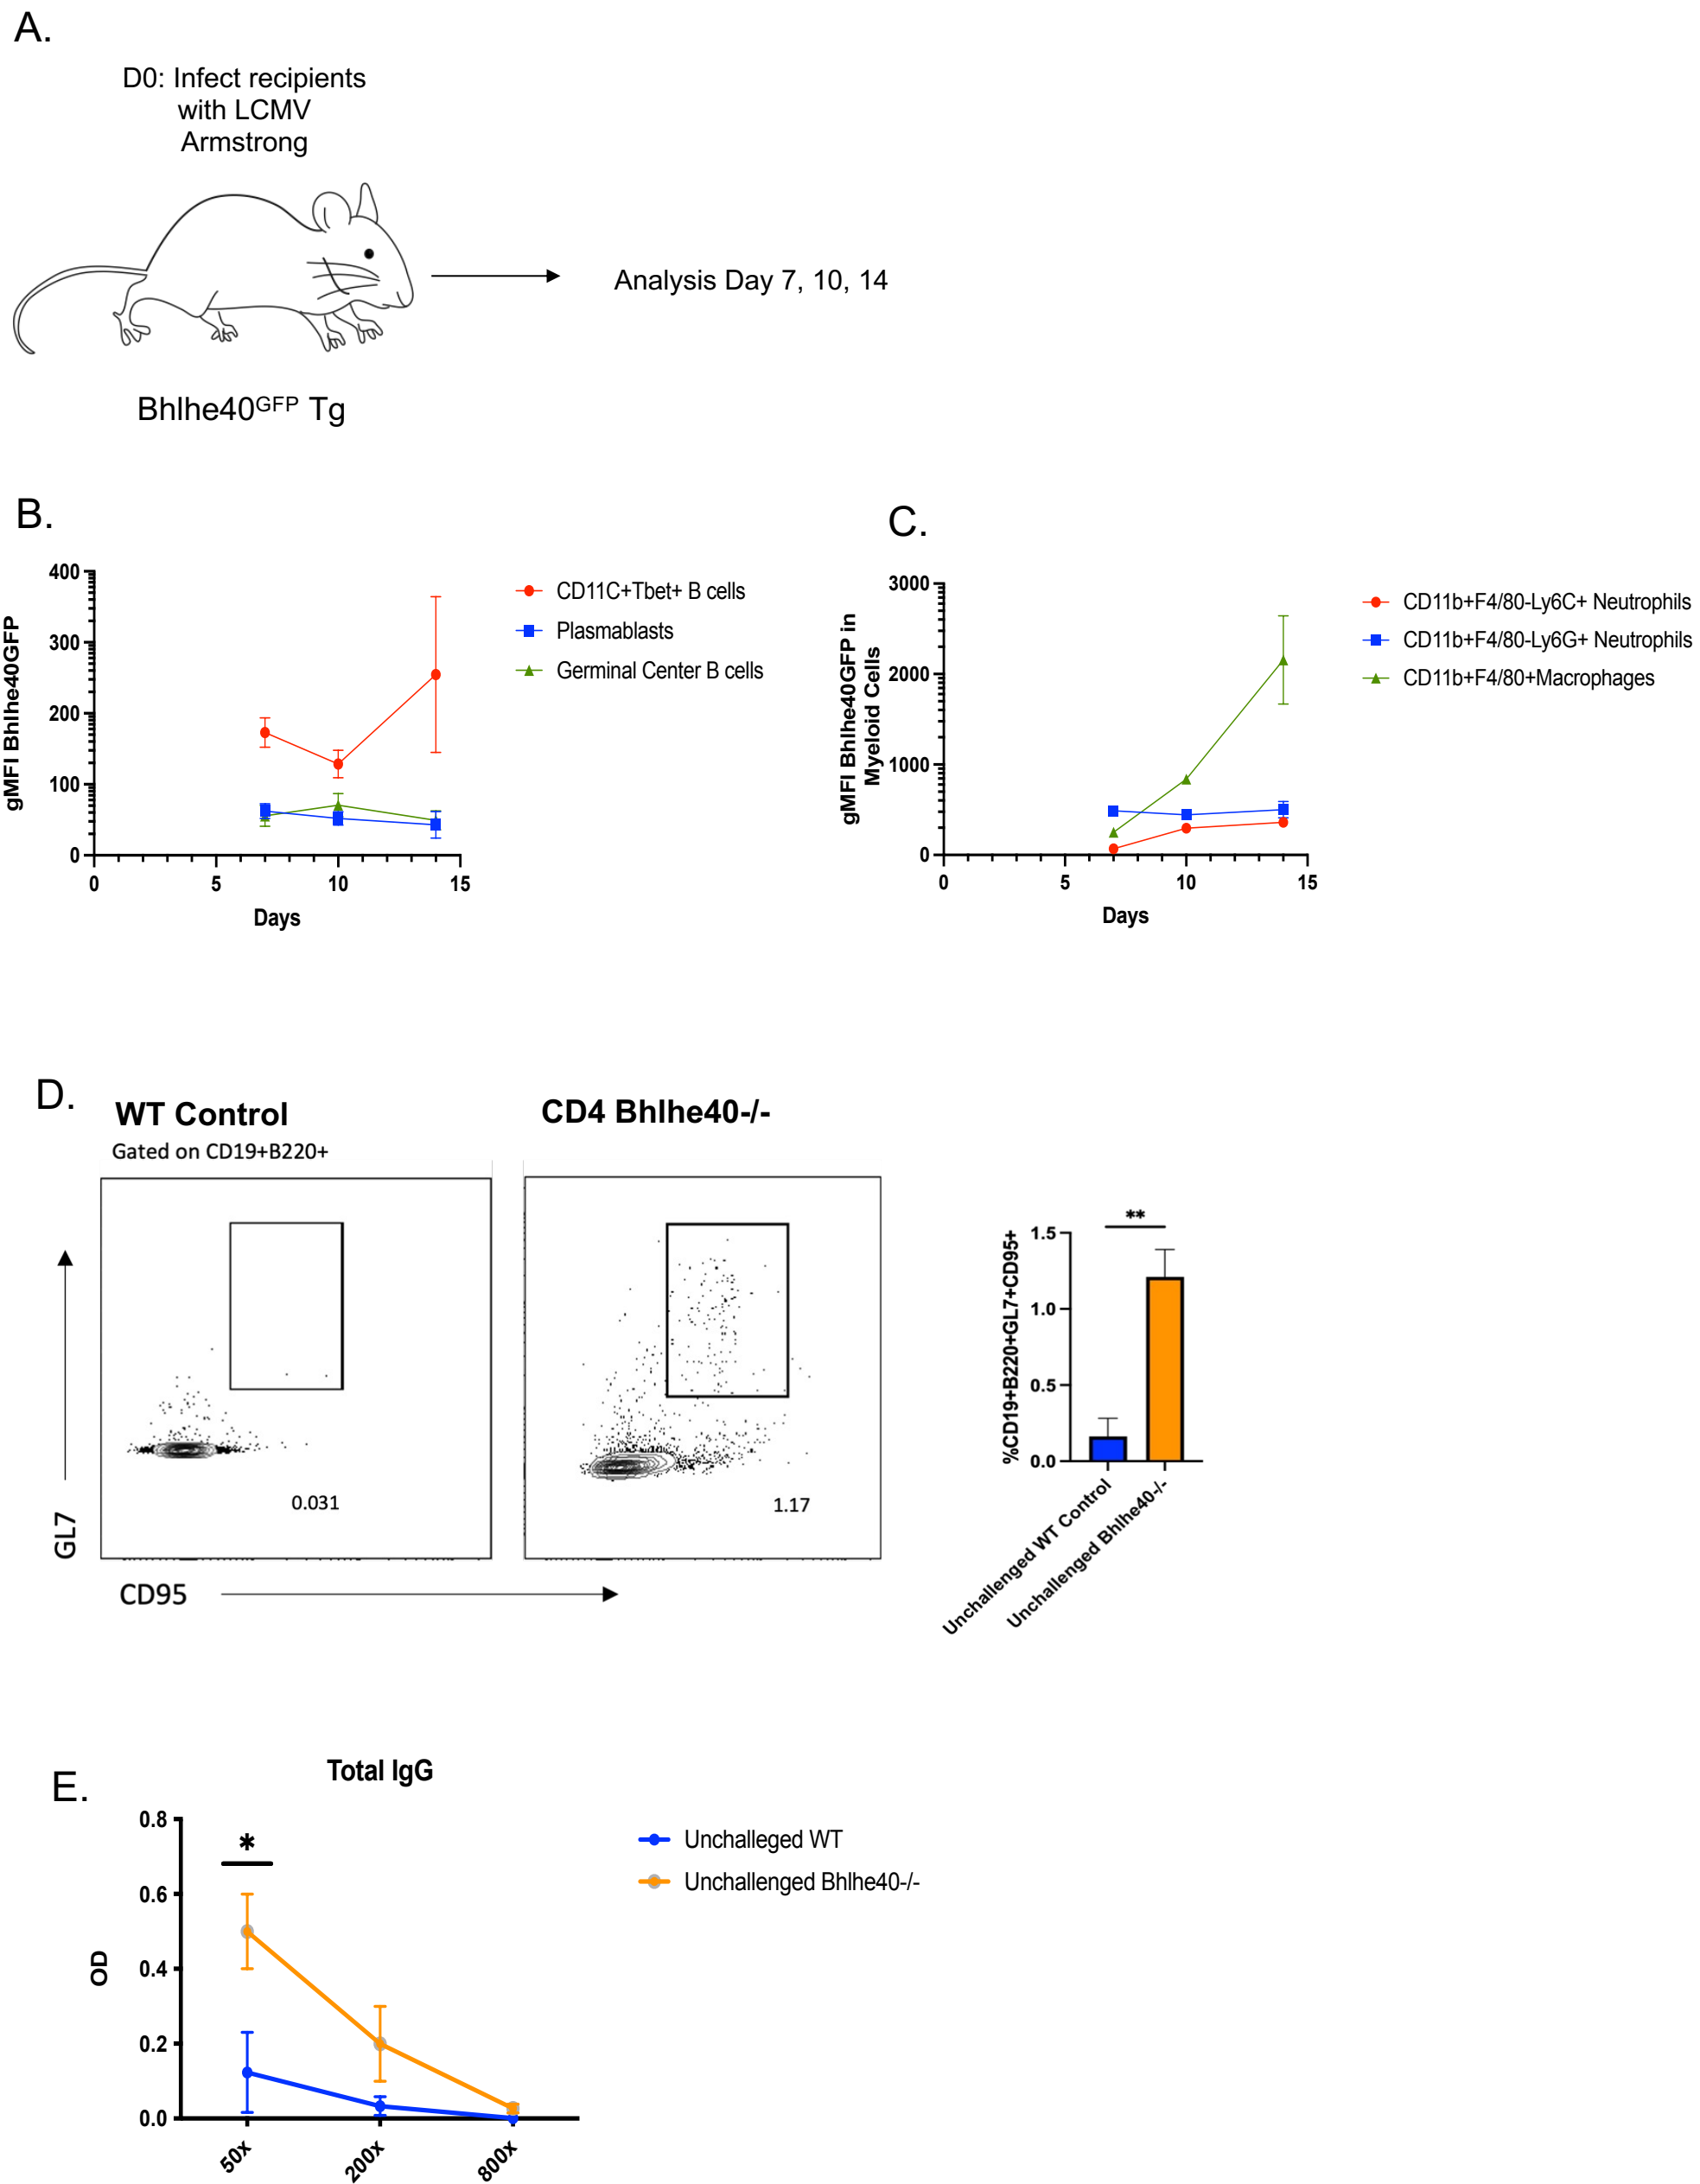 A.
D0: Infect recipients
with LCMV
Armstrong
Analysis Day 7, 10, 14
Bhlhe40GFP Tg
B.
400
300
200
100
0
gMFI Bhlhe40GFP
0 5 10 15
Days
CD11C+Tbet+ B cells
Plasmablasts
Germinal Center B cells
C.
3000
2000
1000
0
gMFI Bhlhe40GFP in
Myeloid Cells
0 5 10 15
Days
CD11b+F4/80-Ly6C+ Neutrophils
CD11b+F4/80-Ly6G+ Neutrophils
CD11b+F4/80+Macrophages
D.
WT Control
Gated on CD19+B220+
CD4 Bhlhe40-/-
0.031
1.17
GL7
CD95
**
1.5
1.0
0.5
0.0
%CD19+B220+GL7+CD95+
Unchallenged WT Control
Unchallenged Bhlhe40-/-
E.
Total IgG
*
0.8
0.6
0.4
0.2
0.0
OD
50x
200x
800x
Unchalleged WT
Unchallenged Bhlhe40-/-